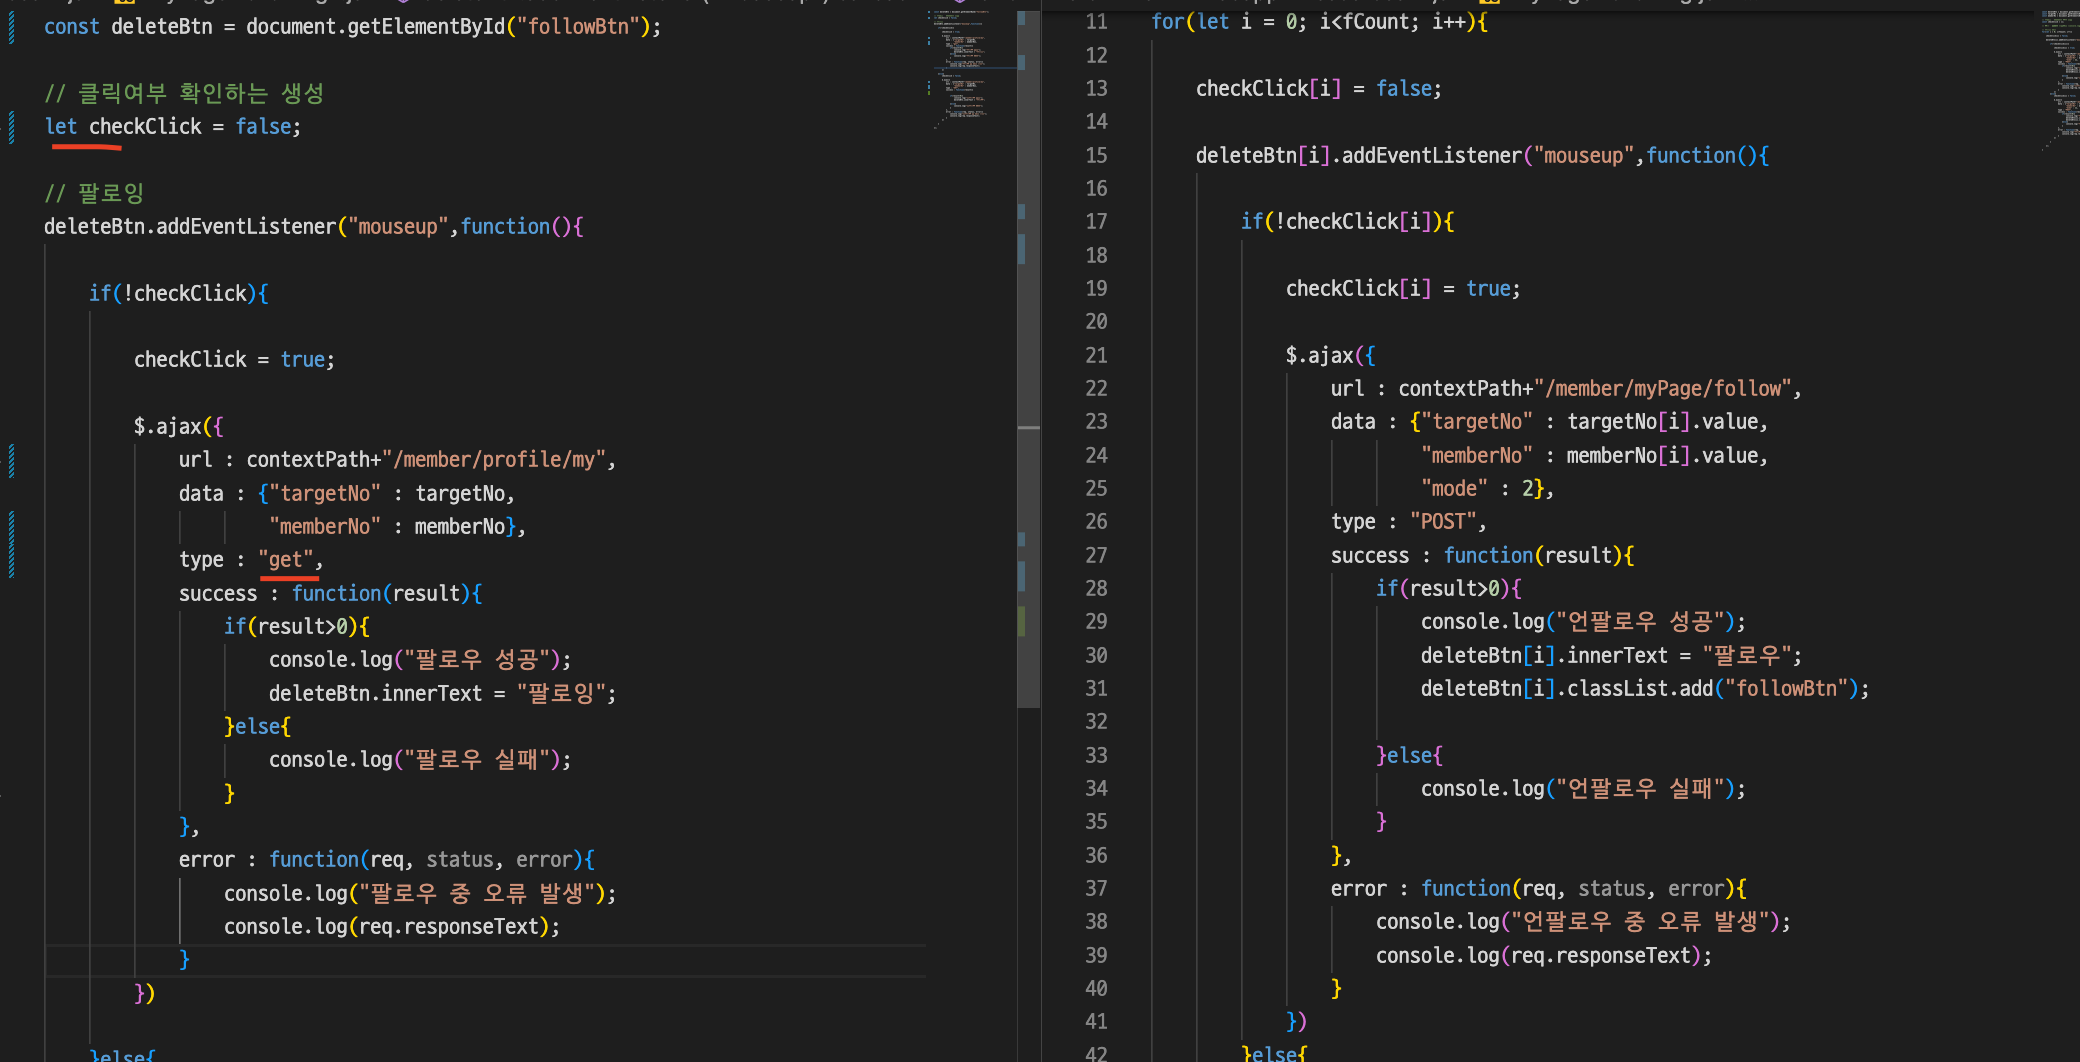 const deleteBtn = document.getElementById("followBtn");
// 클릭여부 확인하는 생성
let checkClick = false;
// 팔로잉
deleteBtn.addEventListener("mouseup",function(){
if(!checkClick){
checkClick = true;
$.ajax({
url : contextPath+"/member/profile/my",
data : {"targetNo" : targetNo,
"memberNo" : memberNo},
type : "get",
success : function(result){
if(result>0){
console.log("팔로우 성공");
deleteBtn.innerText = "팔로잉";
}else{
console.log("팔로우 실패");
}
},
error : function(req, status, error){
console.log("팔로우 중 오류 발생");
console.log(req.responseText);
}
})
}else{
11 for(let i = 0; i<fCount; i++){
12
13 checkClick[i] = false;
14
15 deleteBtn[i].addEventListener("mouseup",function(){
16
17 if(!checkClick[i]){
18
19 checkClick[i] = true;
20
21 $.ajax({
22 url : contextPath+"/member/myPage/follow",
23 data : {"targetNo" : targetNo[i].value,
24 "memberNo" : memberNo[i].value,
25 "mode" : 2},
26 type : "POST",
27 success : function(result){
28 if(result>0){
29 console.log("언팔로우 성공");
30 deleteBtn[i].innerText = "팔로우";
31 deleteBtn[i].classList.add("followBtn");
32
33 }else{
34 console.log("언팔로우 실패");
35 }
36 },
37 error : function(req, status, error){
38 console.log("언팔로우 중 오류 발생");
39 console.log(req.responseText);
40 }
41 })
42 }else{